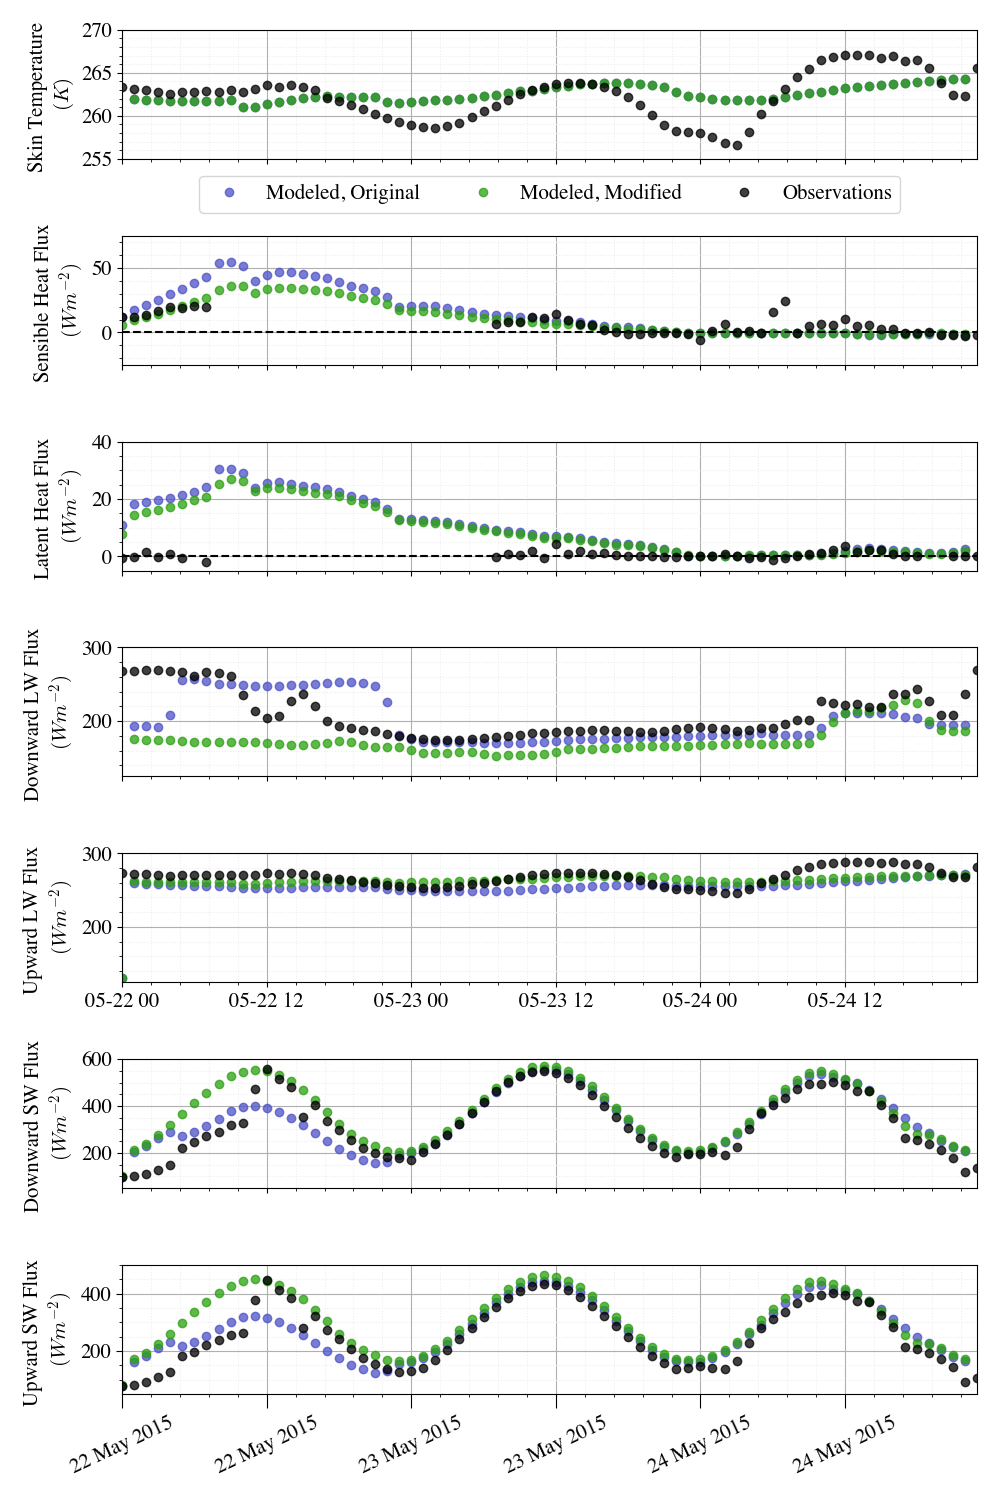 Skin Temperature
(K)
270
265
260
255
Modeled, Original
Modeled, Modified
Observations
Sensible Heat Flux
(Wm⁻²)
50
0
Latent Heat Flux
(Wm⁻²)
40
20
0
Downward LW Flux
(Wm⁻²)
300
200
Upward LW Flux
(Wm⁻²)
300
200
05-22 00
05-22 12
05-23 00
05-23 12
05-24 00
05-24 12
Downward SW Flux
(Wm⁻²)
600
400
200
Upward SW Flux
(Wm⁻²)
400
200
22 May 2015
22 May 2015
23 May 2015
23 May 2015
24 May 2015
24 May 2015